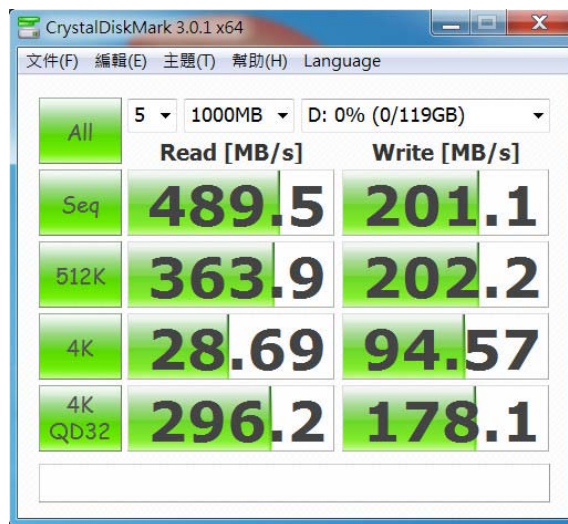 CrystalDiskMark 3.0.1 x64
文件(F) 編輯(E) 主題(T) 幫助(H) Language
All 5 1000MB D: 0% (0/119GB)
Read [MB/s] Write [MB/s]
Seq 489.5 201.1
512K 363.9 202.2
4K 28.69 94.57
4K
QD32 296.2 178.1